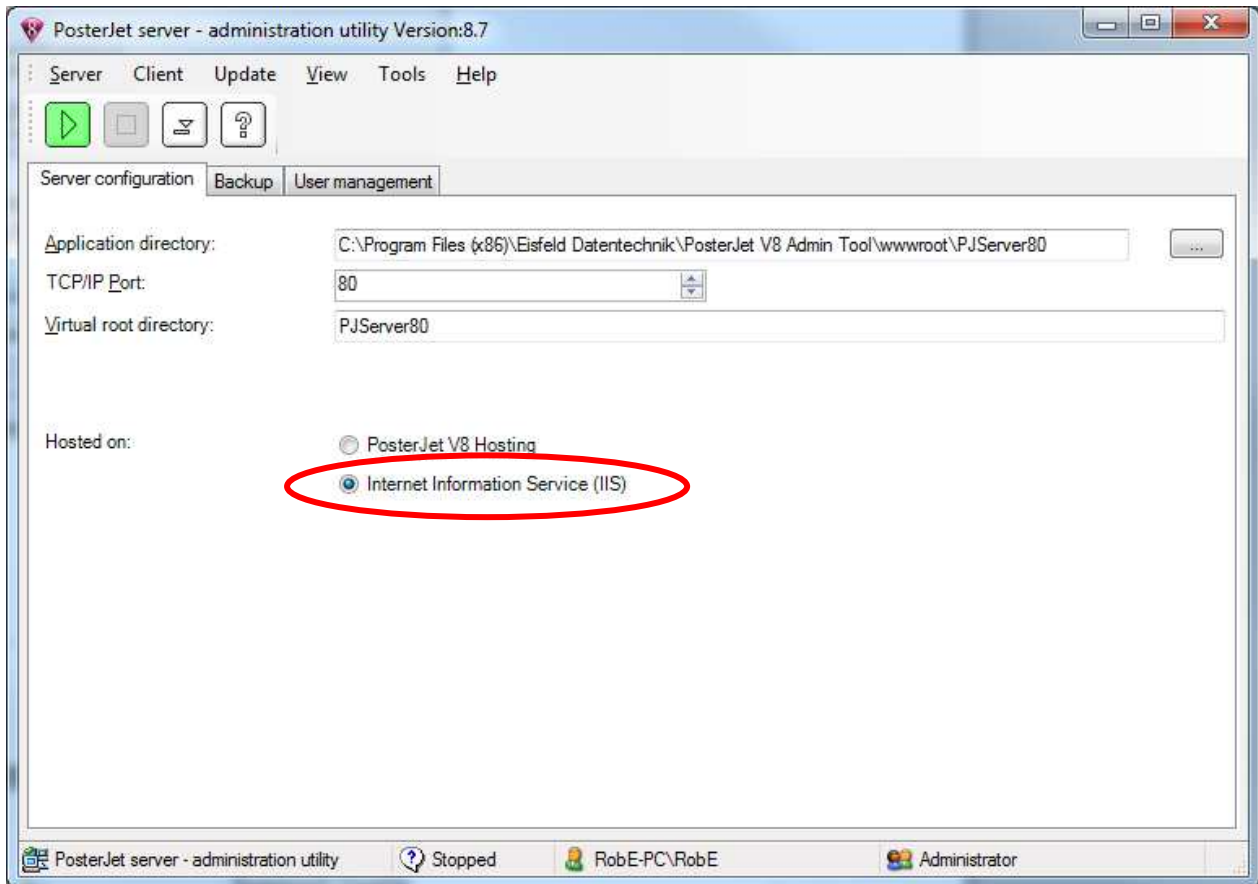 PosterJet server - administration utility Version:8.7
Server Client Update View Tools Help
Server configuration Backup User management
Application directory: C:\Program Files (x86)\Eisfeld Datentechnik\PosterJet V8 Admin Tool\wwwroot\PJServer80 ...
TCP/IP Port: 80
Virtual root directory: PJServer80
Hosted on: PosterJet V8 Hosting
Internet Information Service (IIS)
PosterJet server - administration utility Stopped RobE-PC\RobE Administrator